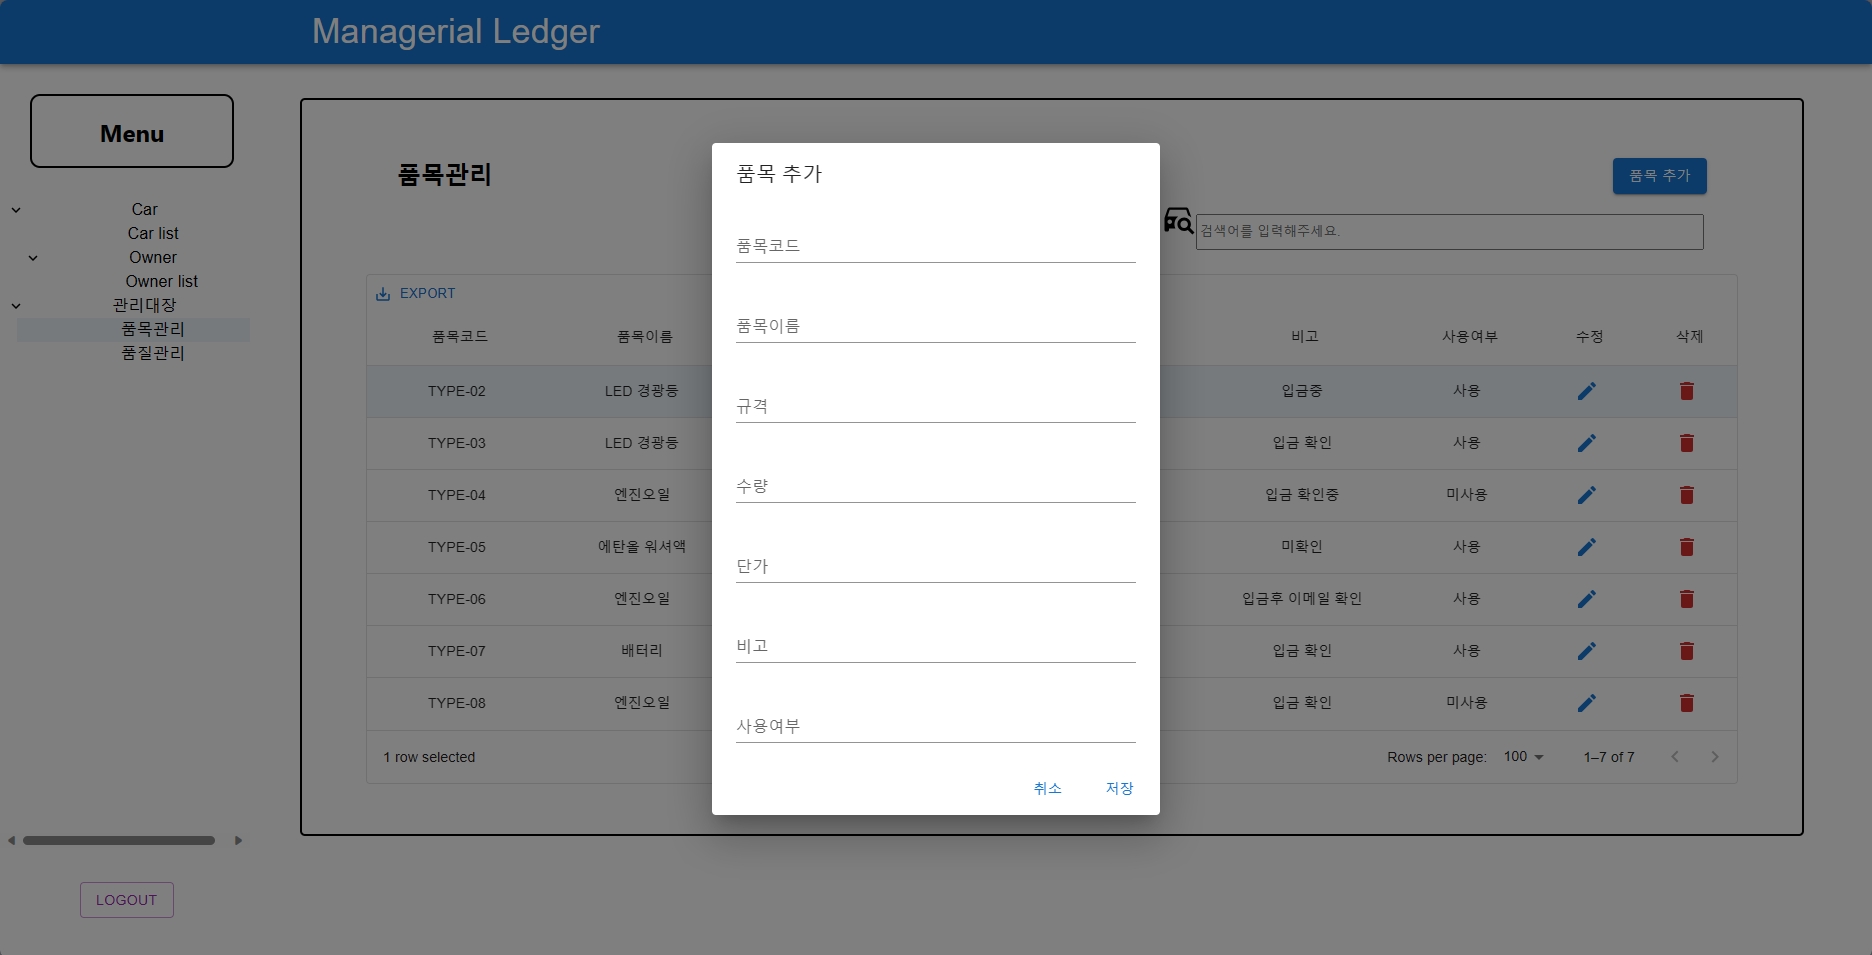 Managerial Ledger
Menu
Car
Car list
Owner
Owner list
관리대장
품목관리
품질관리
LOGOUT
품목관리
품목 추가
검색어를 입력해주세요.
EXPORT
품목코드 품목이름 비고 사용여부 수정 삭제
TYPE-02 LED 경광등 입금중 사용
TYPE-03 LED 경광등 입금 확인 사용
TYPE-04 엔진오일 입금 확인중 미사용
TYPE-05 에탄올 워셔액 미확인 사용
TYPE-06 엔진오일 입금후 이메일 확인 사용
TYPE-07 배터리 입금 확인 사용
TYPE-08 엔진오일 입금 확인 미사용
1 row selected Rows per page: 100 1–7 of 7
품목 추가
품목코드
품목이름
규격
수량
단가
비고
사용여부
취소 저장